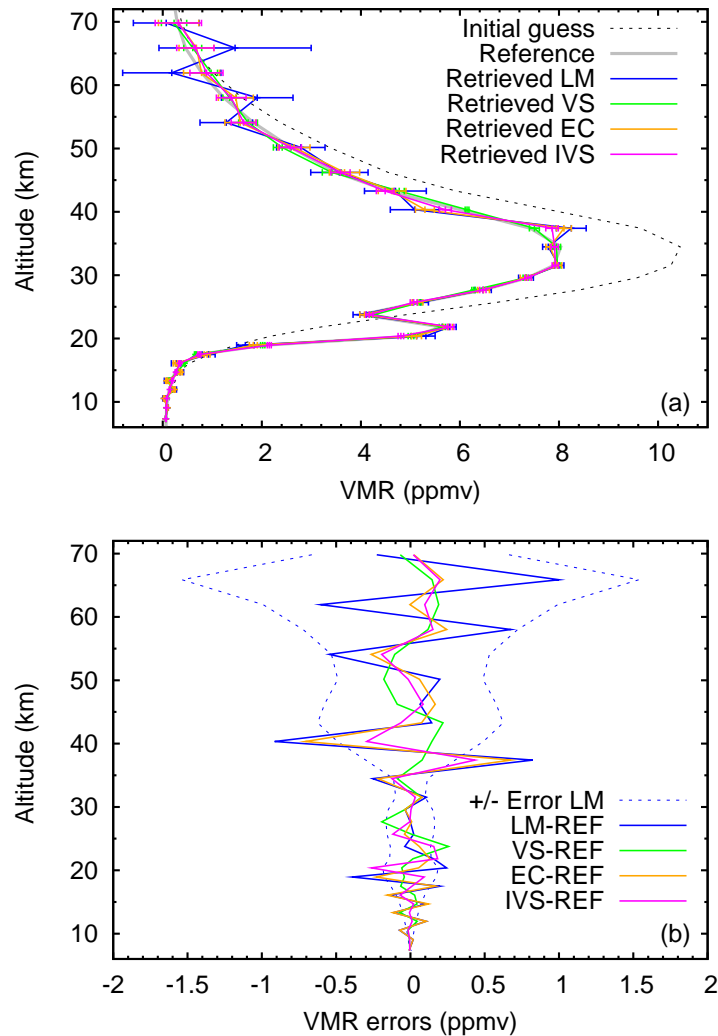 70
60
50
40
30
20
10
Altitude (km)
Initial guess
Reference
Retrieved LM
Retrieved VS
Retrieved EC
Retrieved IVS
(a)
0 2 4 6 8 10
VMR (ppmv)
70
60
50
40
30
20
10
Altitude (km)
+/- Error LM
LM-REF
VS-REF
EC-REF
IVS-REF
(b)
-2 -1.5 -1 -0.5 0 0.5 1 1.5 2
VMR errors (ppmv)